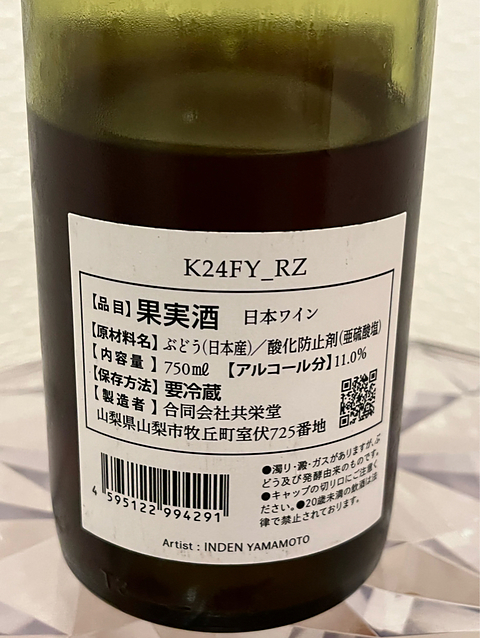 K24FY_RZ
【品目】果実酒 日本ワイン
【原材料名】ぶどう(日本産)／酸化防止剤(亜硫酸塩)
【内容量】750㎖ 【アルコール分】11.0%
【保存方法】要冷蔵
【製造者】合同会社共栄堂
山梨県山梨市牧丘町室伏725番地
●濁り・澱・ガスがありますが、ぶ
どう及び発酵由来のものです。
●キャップの切り口にご注意く
ださい。●20歳未満の飲酒は法
律で禁止されております。
4 595122 994291
Artist : INDEN YAMAMOTO